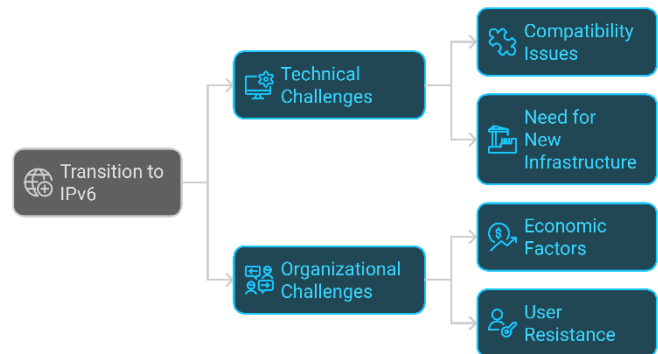 Transition to
IPv6
Technical
Challenges
Compatibility
Issues
Need for
New
Infrastructure
Organizational
Challenges
Economic
Factors
User
Resistance